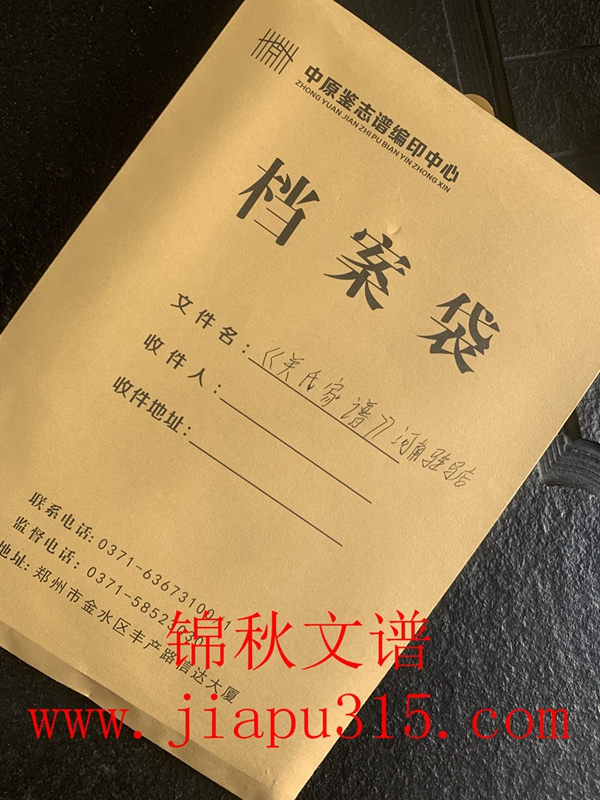 中原鉴志谱编印中心
ZHONG YUAN JIAN ZHI PU BIAN YIN ZHONG XIN
档案袋
文件名:《关氏家谱》河南驻马店
收件人:
收件地址:
联系电话: 0371-63673100-1
监督电话: 0371-5852
地址: 郑州市金水区丰产路信达大厦
锦秋文谱
www.jiapu315.com